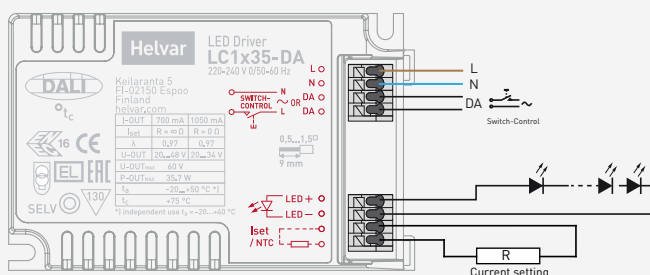 Helvar
LED Driver
LC1x35-DA
220-240 V 0/50-60 Hz
DALI
tc
Keilaranta 5
FI-02150 Espoo
Finland
helvar.com
L
N
DA
DA
N
SWITCH-
CONTROL
~ OR
L
16
CE
EL
EAC
130
SELV
I-OUT 700 mA 1050 mA
Iset R = ∞ Ω R = 0 Ω
λ 0,97 0,97
U-OUT 20...48 V 20...34 V
U-OUTMAX 60 V
P-OUTMAX 35,7 W
ta -20...+50 °C *)
tc +75 °C
*) independent use ta = -20...+40 °C
0,5...1,5
9 mm
LED +
LED –
Iset
/ NTC
L
N
DA
~
Switch-Control
R
Current setting